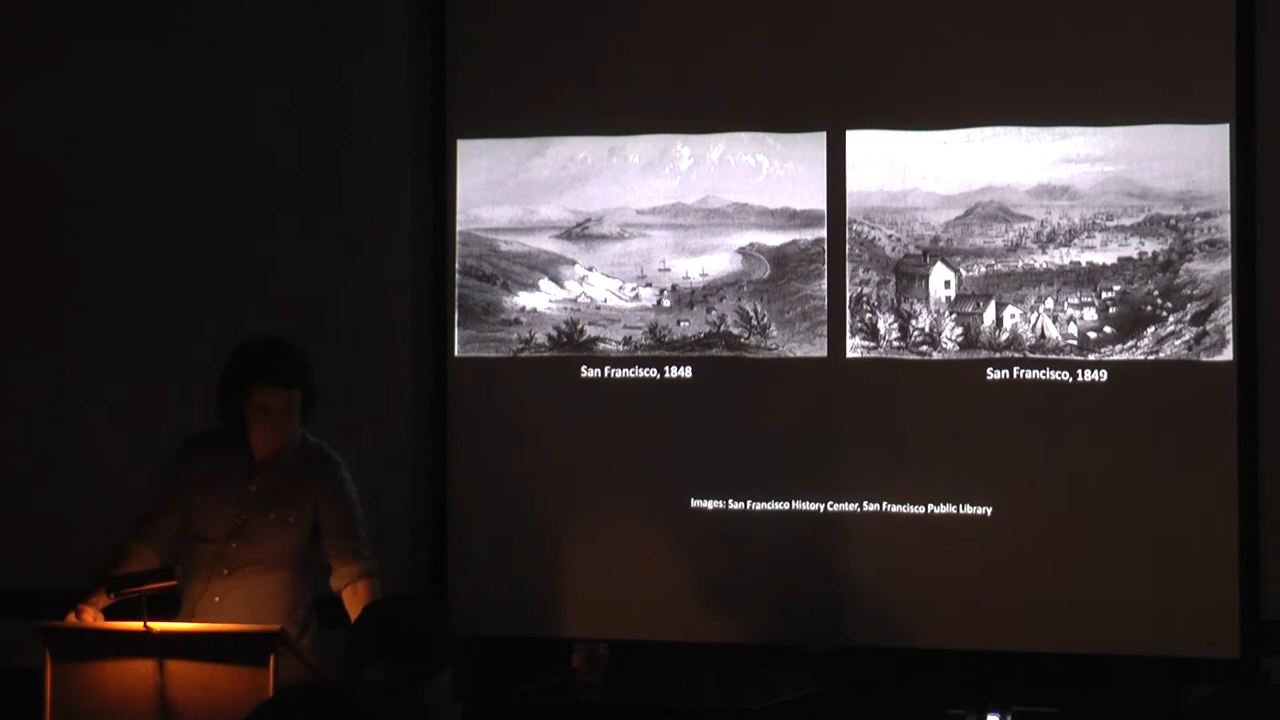 San Francisco, 1848
San Francisco, 1849
Images: San Francisco History Center, San Francisco Public Library